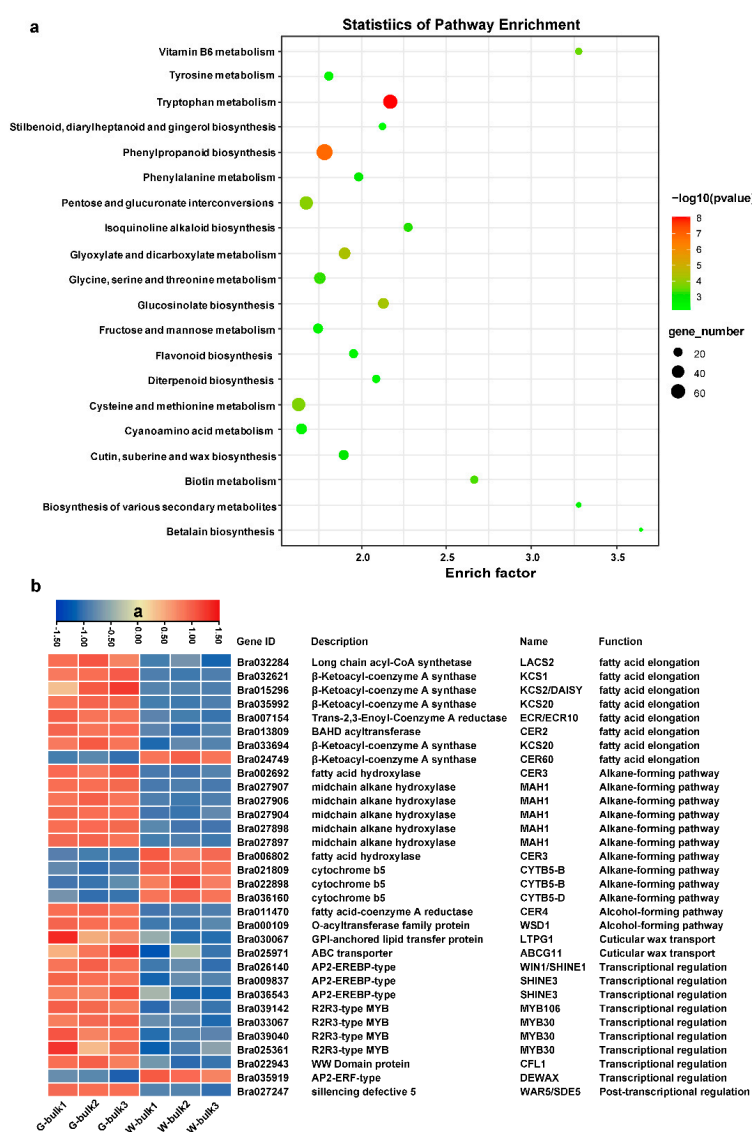 a
Statistiics of Pathway Enrichment
Vitamin B6 metabolism
Tyrosine metabolism
Tryptophan metabolism
Stilbenoid, diarylheptanoid and gingerol biosynthesis
Phenylpropanoid biosynthesis
Phenylalanine metabolism
Pentose and glucuronate interconversions
Isoquinoline alkaloid biosynthesis
Glyoxylate and dicarboxylate metabolism
Glycine, serine and threonine metabolism
Glucosinolate biosynthesis
Fructose and mannose metabolism
Flavonoid biosynthesis
Diterpenoid biosynthesis
Cysteine and methionine metabolism
Cyanoamino acid metabolism
Cutin, suberine and wax biosynthesis
Biotin metabolism
Biosynthesis of various secondary metabolites
Betalain biosynthesis
2.0 2.5 3.0 3.5
Enrich factor
−log10(pvalue)
8
7
6
5
4
3
gene_number
20
40
60
b
a
-1.50 -1.00 -0.50 0.00 0.50 1.00 1.50
Gene ID Description Name Function
Bra032284 Long chain acyl-CoA synthetase LACS2 fatty acid elongation
Bra032621 β-Ketoacyl-coenzyme A synthase KCS1 fatty acid elongation
Bra015296 β-Ketoacyl-coenzyme A synthase KCS2/DAISY fatty acid elongation
Bra035992 β-Ketoacyl-coenzyme A synthase KCS20 fatty acid elongation
Bra007154 Trans-2,3-Enoyl-Coenzyme A reductase ECR/ECR10 fatty acid elongation
Bra013809 BAHD acyltransferase CER2 fatty acid elongation
Bra033694 β-Ketoacyl-coenzyme A synthase KCS20 fatty acid elongation
Bra024749 β-Ketoacyl-coenzyme A synthase CER60 fatty acid elongation
Bra002692 fatty acid hydroxylase CER3 Alkane-forming pathway
Bra027907 midchain alkane hydroxylase MAH1 Alkane-forming pathway
Bra027906 midchain alkane hydroxylase MAH1 Alkane-forming pathway
Bra027904 midchain alkane hydroxylase MAH1 Alkane-forming pathway
Bra027898 midchain alkane hydroxylase MAH1 Alkane-forming pathway
Bra027897 midchain alkane hydroxylase MAH1 Alkane-forming pathway
Bra006802 fatty acid hydroxylase CER3 Alkane-forming pathway
Bra021809 cytochrome b5 CYTB5-B Alkane-forming pathway
Bra022898 cytochrome b5 CYTB5-B Alkane-forming pathway
Bra036160 cytochrome b5 CYTB5-D Alkane-forming pathway
Bra011470 fatty acid-coenzyme A reductase CER4 Alcohol-forming pathway
Bra000109 O-acyltransferase family protein WSD1 Alcohol-forming pathway
Bra030067 GPI-anchored lipid transfer protein LTPG1 Cuticular wax transport
Bra025971 ABC transporter ABCG11 Cuticular wax transport
Bra026140 AP2-EREBP-type WIN1/SHINE1 Transcriptional regulation
Bra009837 AP2-EREBP-type SHINE3 Transcriptional regulation
Bra036543 AP2-EREBP-type SHINE3 Transcriptional regulation
Bra039142 R2R3-type MYB MYB106 Transcriptional regulation
Bra033067 R2R3-type MYB MYB30 Transcriptional regulation
Bra039040 R2R3-type MYB MYB30 Transcriptional regulation
Bra025361 R2R3-type MYB MYB30 Transcriptional regulation
Bra022943 WW Domain protein CFL1 Transcriptional regulation
Bra035919 AP2-ERF-type DEWAX Transcriptional regulation
Bra027247 sillencing defective 5 WAR5/SDE5 Post-transcriptional regulation
G-bulk1 G-bulk2 G-bulk3 W-bulk1 W-bulk2 W-bulk3